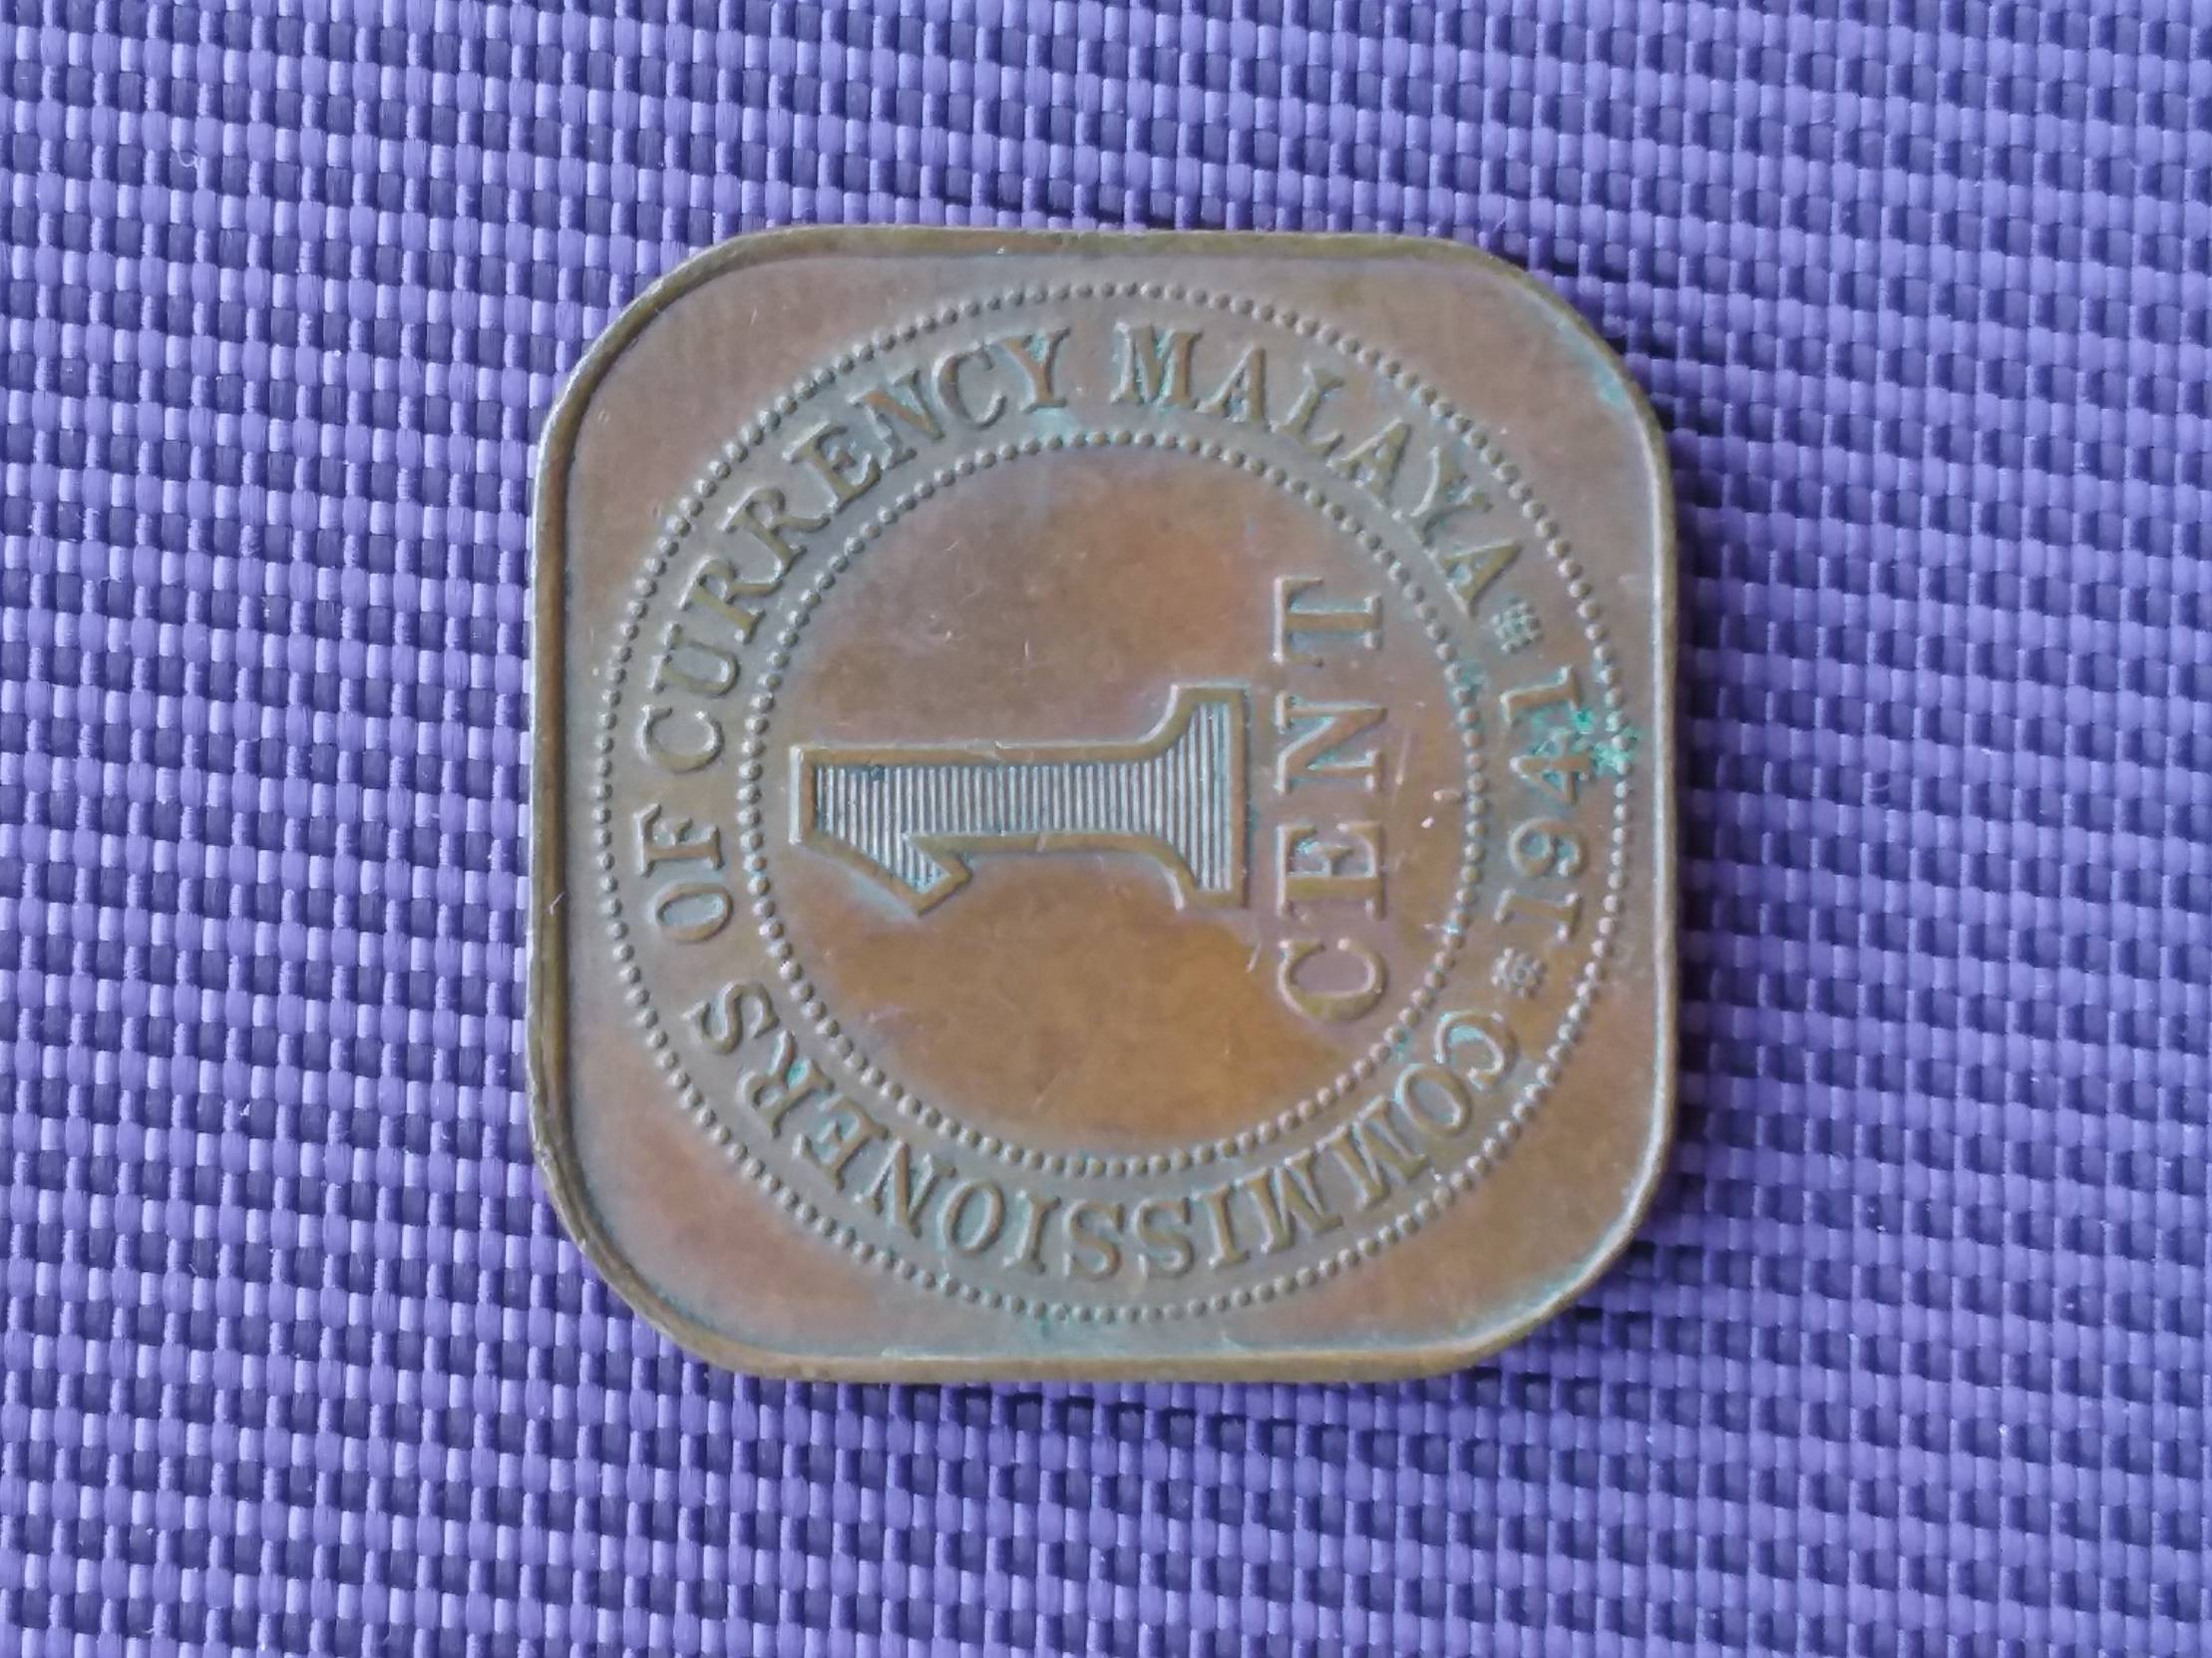 COMMISSIONERS OF CURRENCY MALAYA
1
CENT
1941